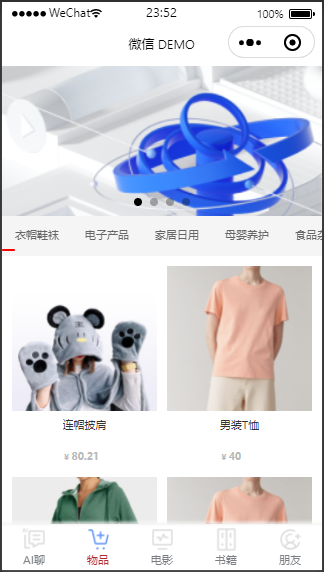 WeChat 23:52 100%
微信 DEMO
衣帽鞋袜 电子产品 家居日用 母婴养护 食品杂
连帽披肩 男装T恤
¥ 80.21 ¥ 40
AI聊 物品 电影 书籍 朋友